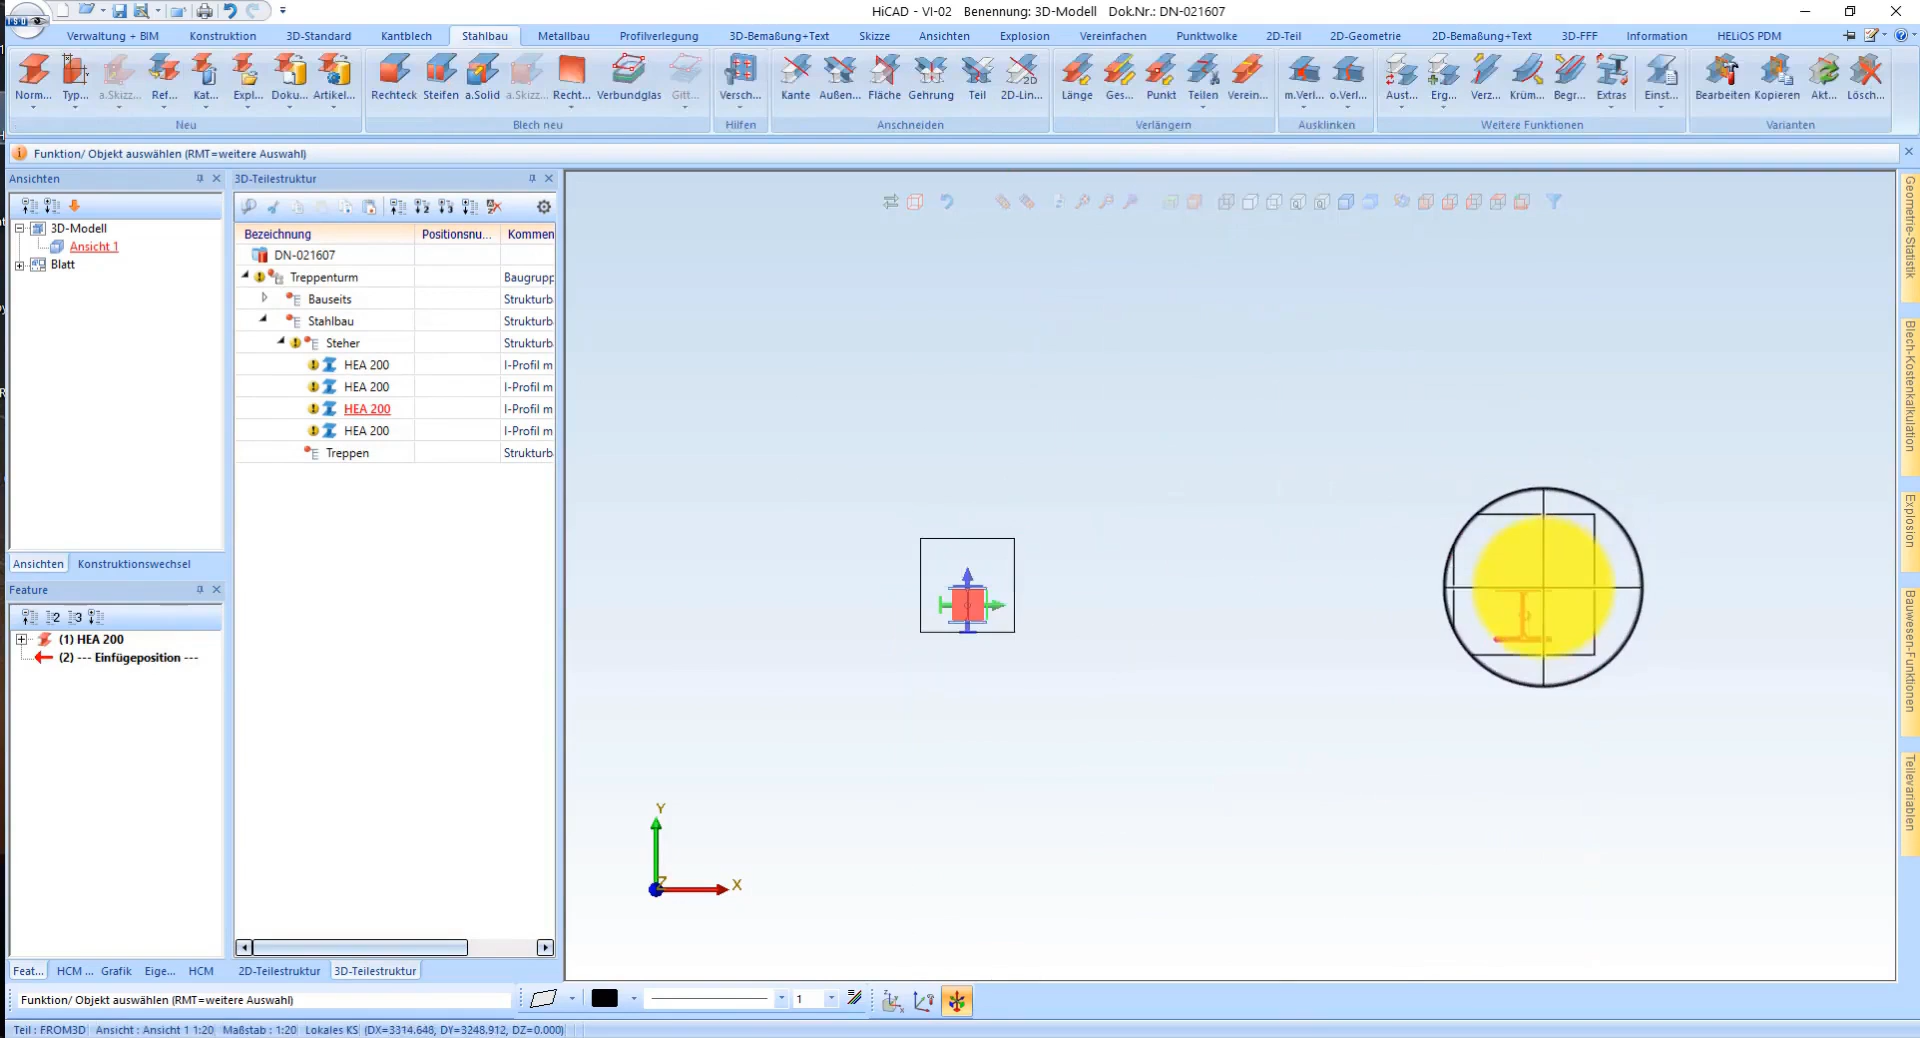 HiCAD - VI-02 Benennung: 3D-Modell Dok.Nr.: DN-021607
Verwaltung + BIM Konstruktion 3D-Standard Kantblech Stahlbau Metallbau Profilverlegung 3D-Bemaßung+Text Skizze Ansichten Explosion Vereinfachen Punktwolke 2D-Teil 2D-Geometrie 2D-Bemaßung+Text 3D-FFF Information HELiOS PDM
Norm... Typ... a.Skizz... Ref... Kat... Expl... Doku... Artikel... Rechteck Steifen a.Solid a.Skizz... Recht... Verbundglas Gitt... Versch... Kante Außen... Fläche Gehrung Teil 2D-Lin... Länge Ges... Punkt Teilen Verein... m.Verl... o.Verl... Aust... Erg... Verz... Krüm... Begr... Extras Einst... Bearbeiten Kopieren Akt... Lösch...
Neu Blech neu Hilfen Anschneiden Verlängern Ausklinken Weitere Funktionen Varianten
Funktion/ Objekt auswählen (RMT=weitere Auswahl)
Ansichten
3D-Modell
Ansicht 1
Blatt
Ansichten Konstruktionswechsel
Feature
(1) HEA 200
(2) --- Einfügeposition ---
Feat... HCM ... Grafik Eige... HCM
3D-Teilestruktur
Bezeichnung Positionsnu... Kommen
DN-021607
Treppenturm Baugrupp
Bauseits Strukturb
Stahlbau Strukturb
Steher Strukturb
HEA 200 I-Profil m
HEA 200 I-Profil m
HEA 200 I-Profil m
HEA 200 I-Profil m
Treppen Strukturb
2D-Teilestruktur 3D-Teilestruktur
Y
Z
X
Geometrie-Statistik
Blech-Kostenkalkulation
Explosion
Bauwesen-Funktionen
Teilevariablen
Funktion/ Objekt auswählen (RMT=weitere Auswahl) 1
Teil : FROM3D Ansicht : Ansicht 1 1:20 Maßstab : 1:20 Lokales KS (DX=3314.648, DY=3248.912, DZ=0.000)